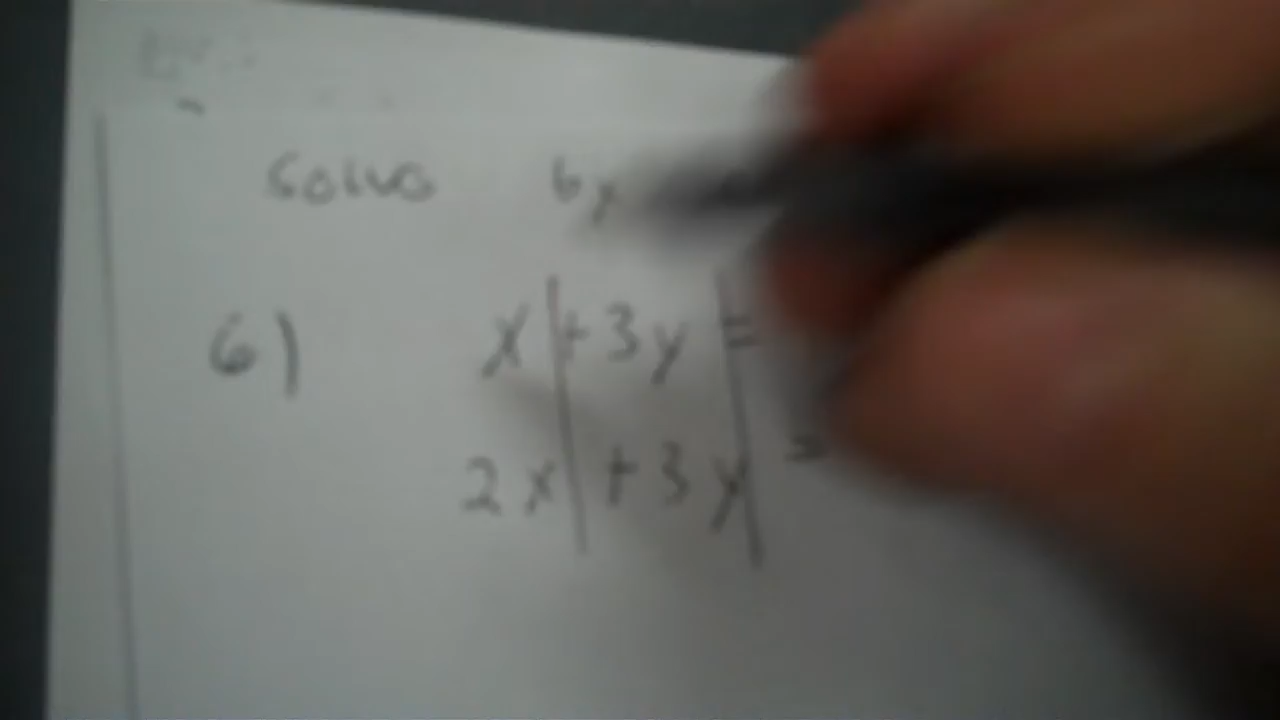 Solve by
6) x + 3y =
2x + 3y =